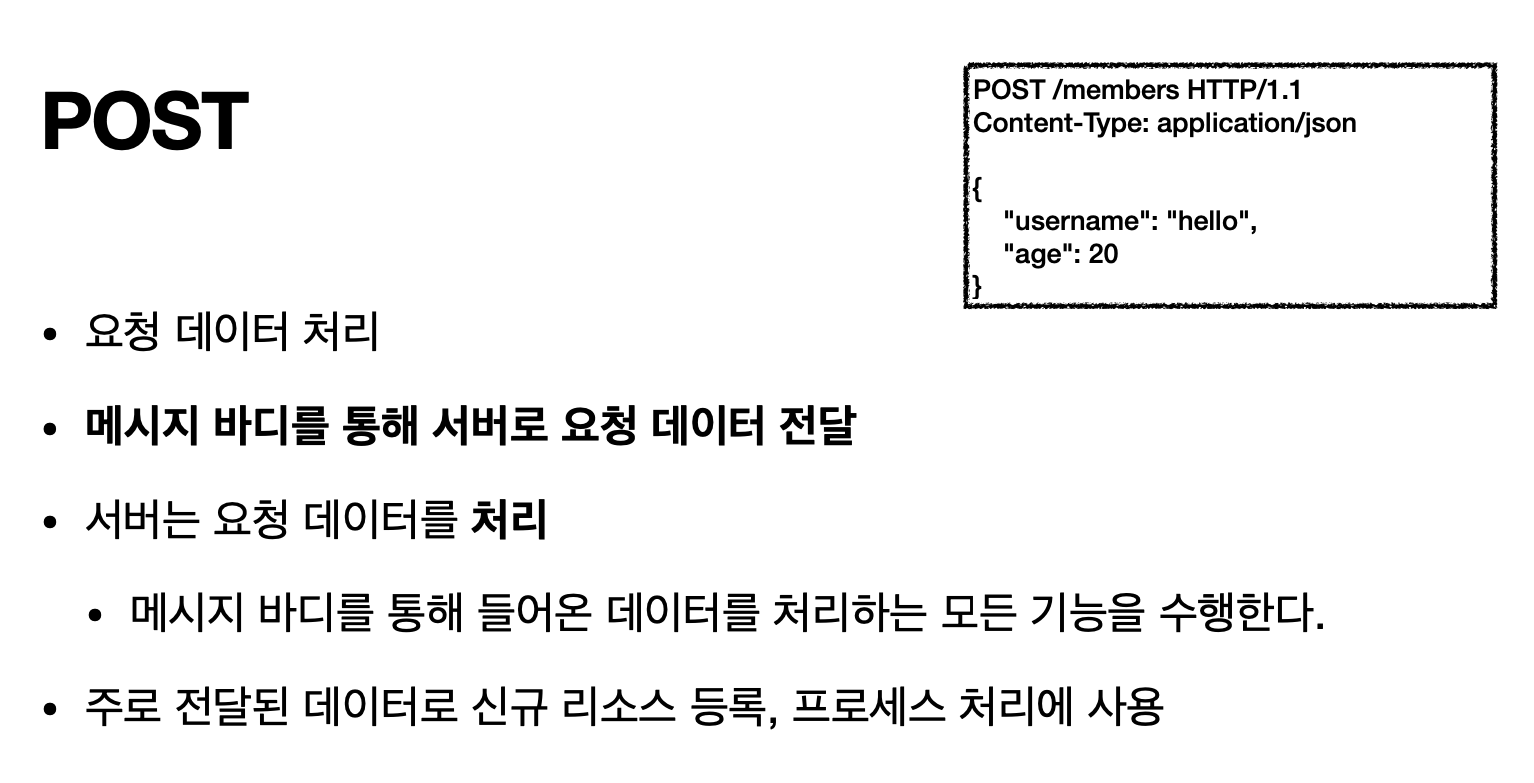 POST
POST /members HTTP/1.1
Content-Type: application/json
{
"username": "hello",
"age": 20
}
• 요청 데이터 처리
• 메시지 바디를 통해 서버로 요청 데이터 전달
• 서버는 요청 데이터를 처리
• 메시지 바디를 통해 들어온 데이터를 처리하는 모든 기능을 수행한다.
• 주로 전달된 데이터로 신규 리소스 등록, 프로세스 처리에 사용